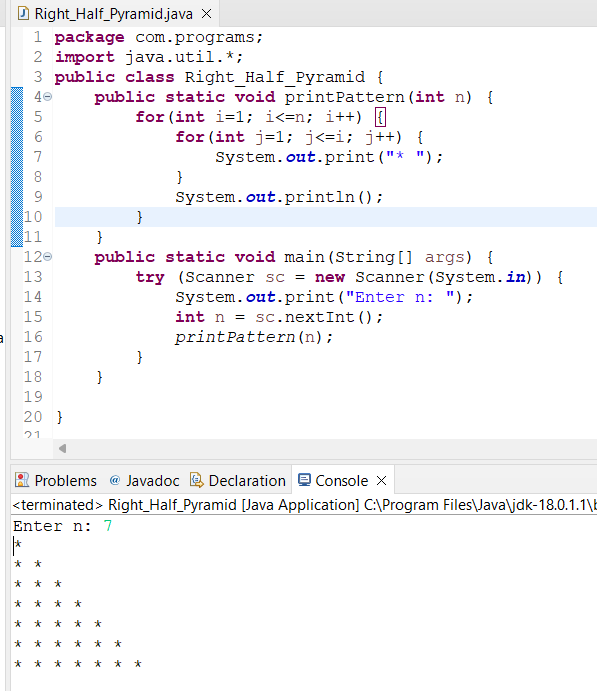 Right_Half_Pyramid.java
1 package com.programs;
2 import java.util.*;
3 public class Right_Half_Pyramid {
4     public static void printPattern(int n) {
5         for(int i=1; i<=n; i++) {
6             for(int j=1; j<=i; j++) {
7                 System.out.print("* ");
8             }
9             System.out.println();
10         }
11     }
12     public static void main(String[] args) {
13         try (Scanner sc = new Scanner(System.in)) {
14             System.out.print("Enter n: ");
15             int n = sc.nextInt();
16             printPattern(n);
17         }
18     }
19
20 }
21
Problems @ Javadoc Declaration Console
<terminated> Right_Half_Pyramid [Java Application] C:\Program Files\Java\jdk-18.0.1.1\b
Enter n: 7
*
* *
* * *
* * * *
* * * * *
* * * * * *
* * * * * * *